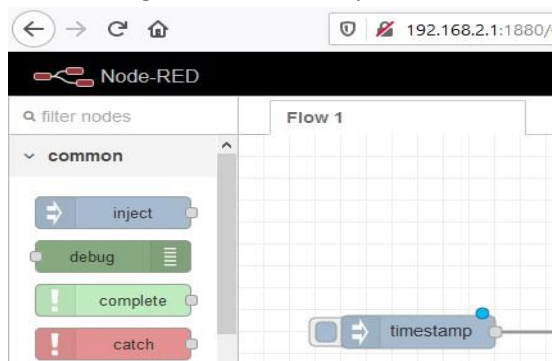 192.168.2.1:1880/
Node-RED
filter nodes
Flow 1
common
inject
debug
complete
catch
timestamp